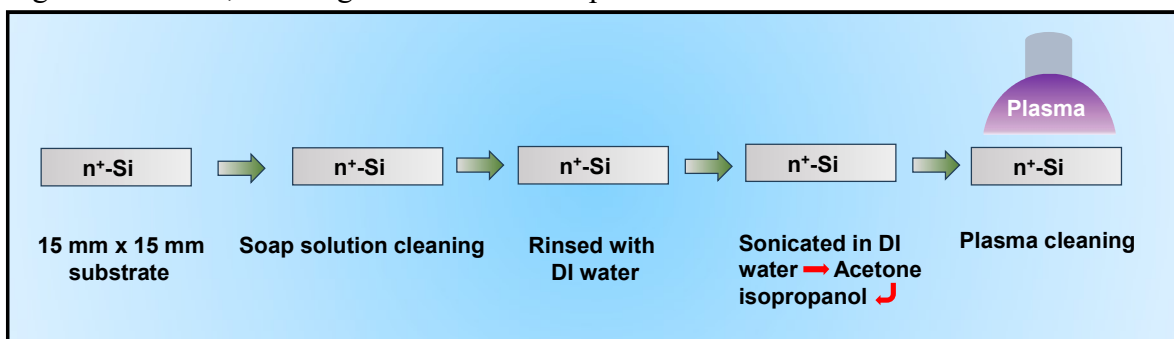 Plasma
n⁺-Si
n⁺-Si
n⁺-Si
n⁺-Si
n⁺-Si
15 mm x 15 mm
substrate
Soap solution cleaning
Rinsed with
DI water
Sonicated in DI
water → Acetone
isopropanol
Plasma cleaning